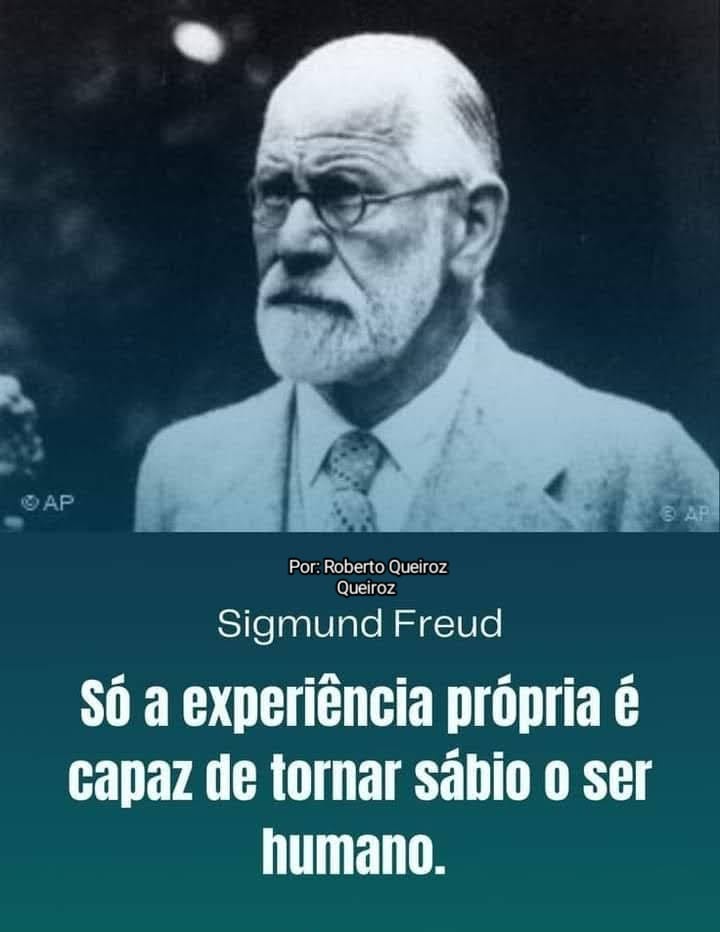 © AP
© AP
Por: Roberto Queiroz
Queiroz
Sigmund Freud
Só a experiência própria é
capaz de tornar sábio o ser
humano.